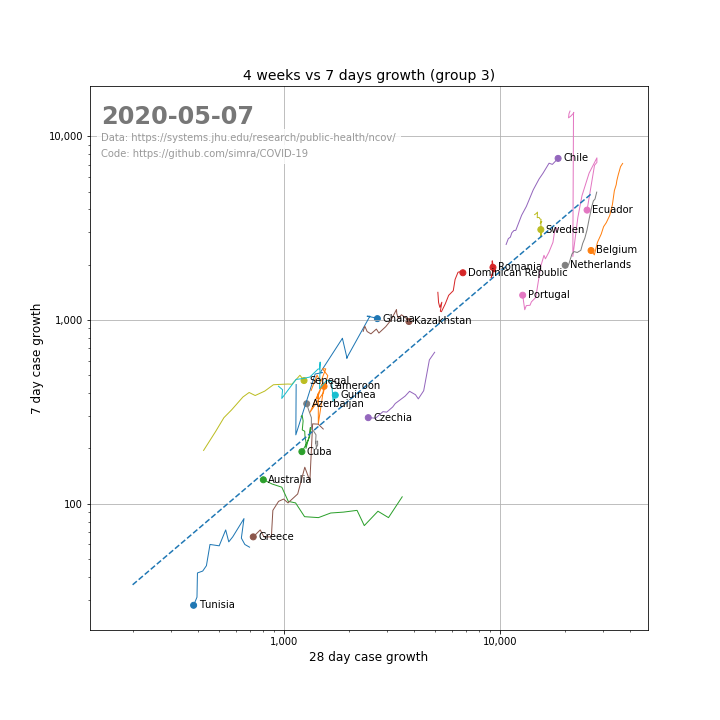 4 weeks vs 7 days growth (group 3)
2020-05-07
Data: https://systems.jhu.edu/research/public-health/ncov/
Code: https://github.com/simra/COVID-19
10,000
1,000
100
7 day case growth
Chile
Ecuador
Sweden
Belgium
Netherlands
Romania
Dominican Republic
Portugal
Ghana
Kazakhstan
Senegal
Cameroon
Guinea
Azerbaijan
Czechia
Cuba
Australia
Greece
Tunisia
1,000
10,000
28 day case growth